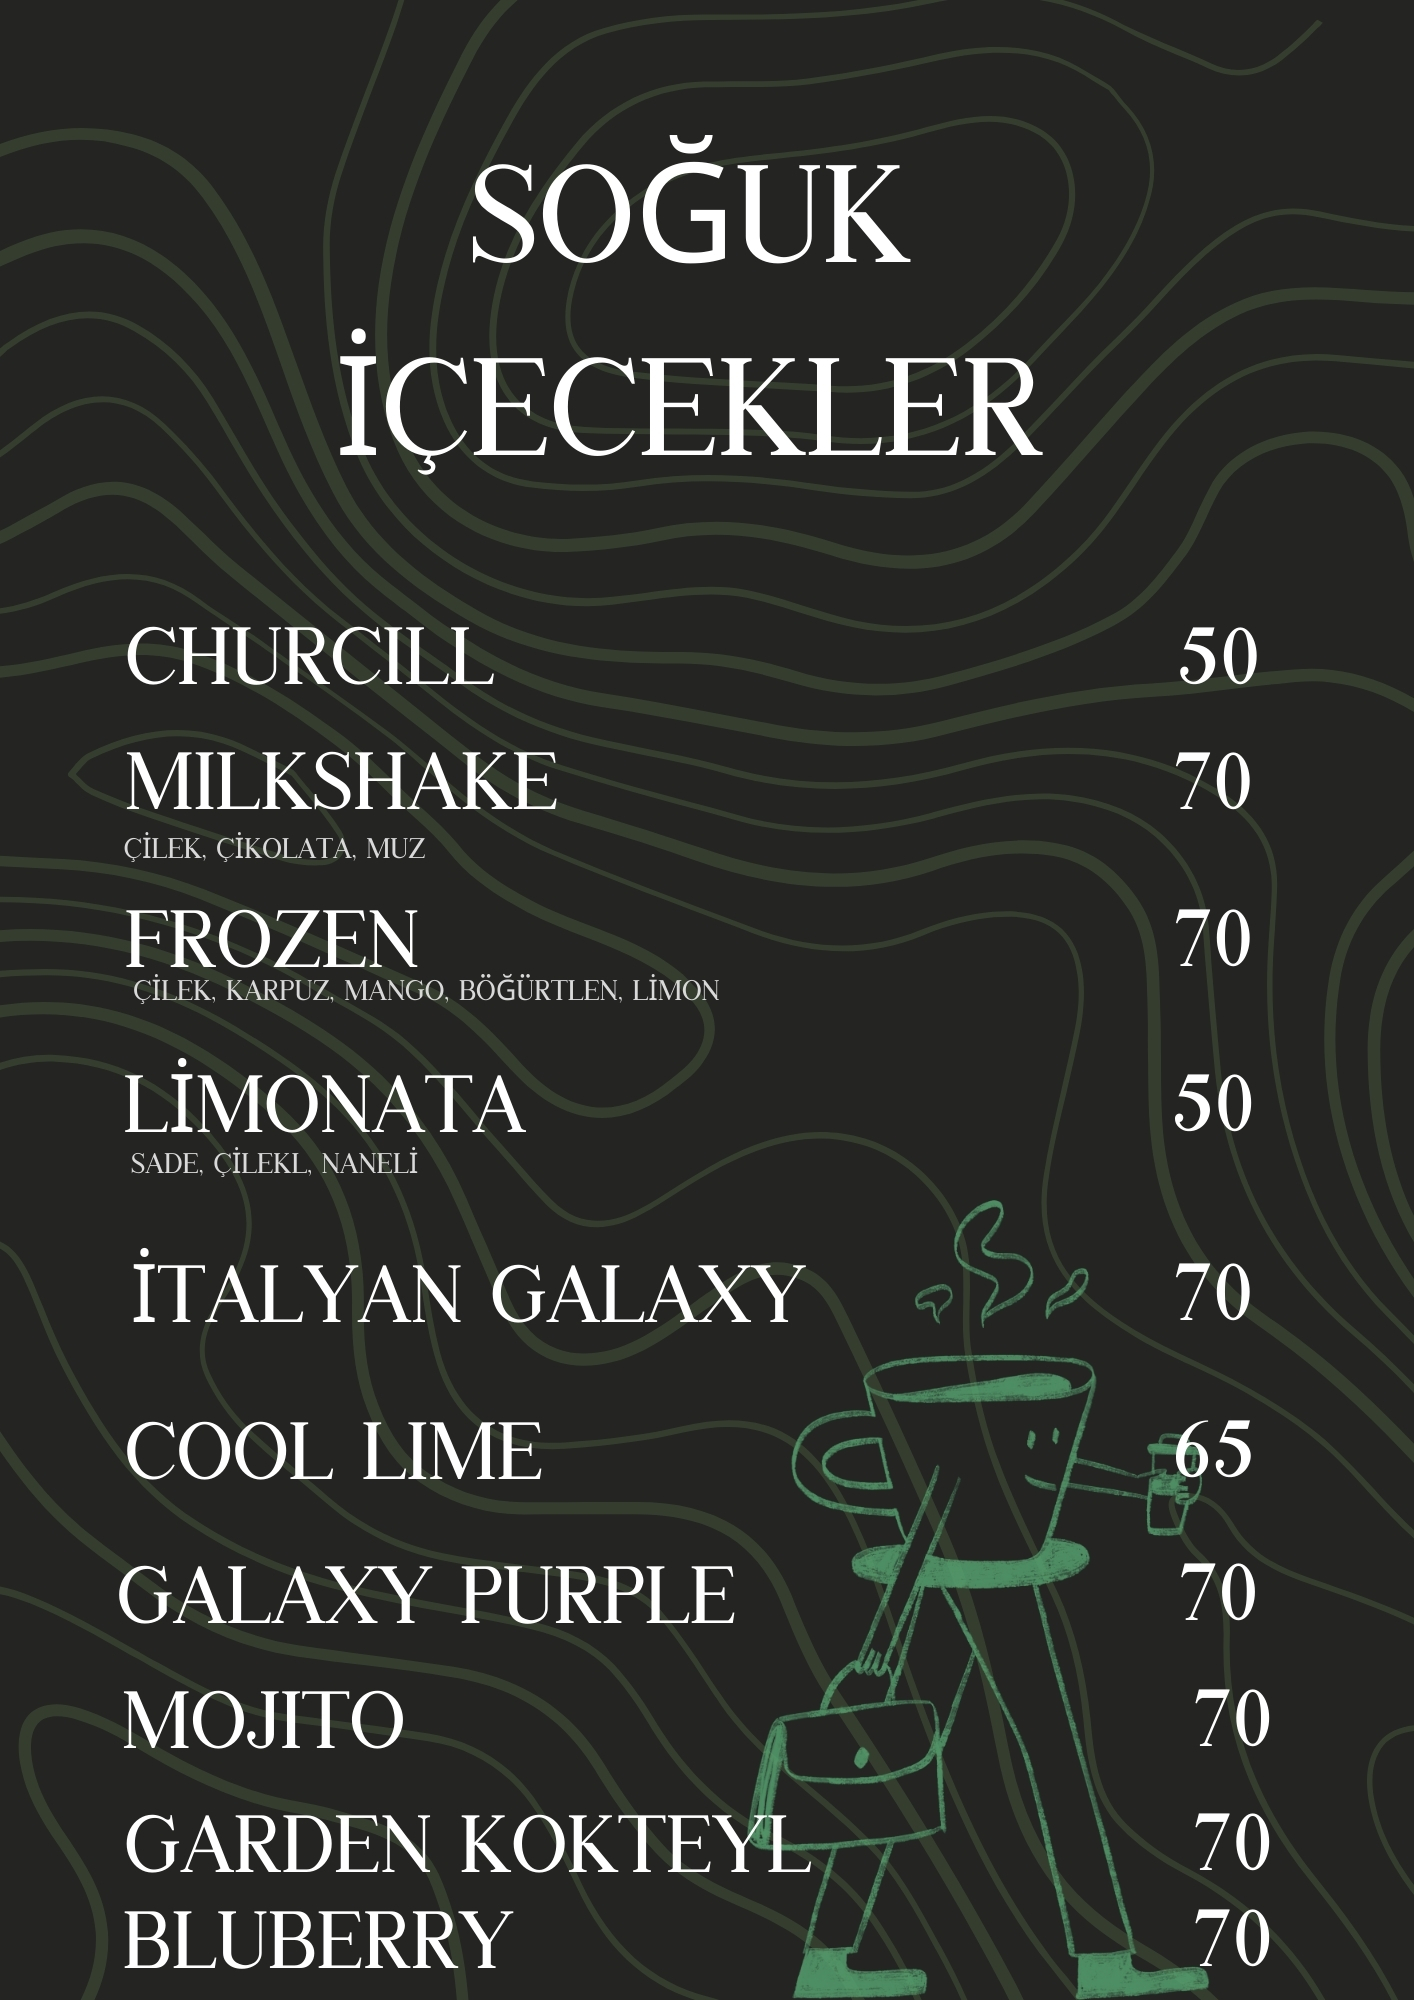 SOĞUK
İÇECEKLER
CHURCILL 50
MILKSHAKE 70
ÇİLEK, ÇİKOLATA, MUZ
FROZEN 70
ÇİLEK, KARPUZ, MANGO, BÖĞÜRTLEN, LİMON
LİMONATA 50
SADE, ÇİLEKL, NANELİ
İTALYAN GALAXY 70
COOL LIME 65
GALAXY PURPLE 70
MOJITO 70
GARDEN KOKTEYL 70
BLUBERRY 70